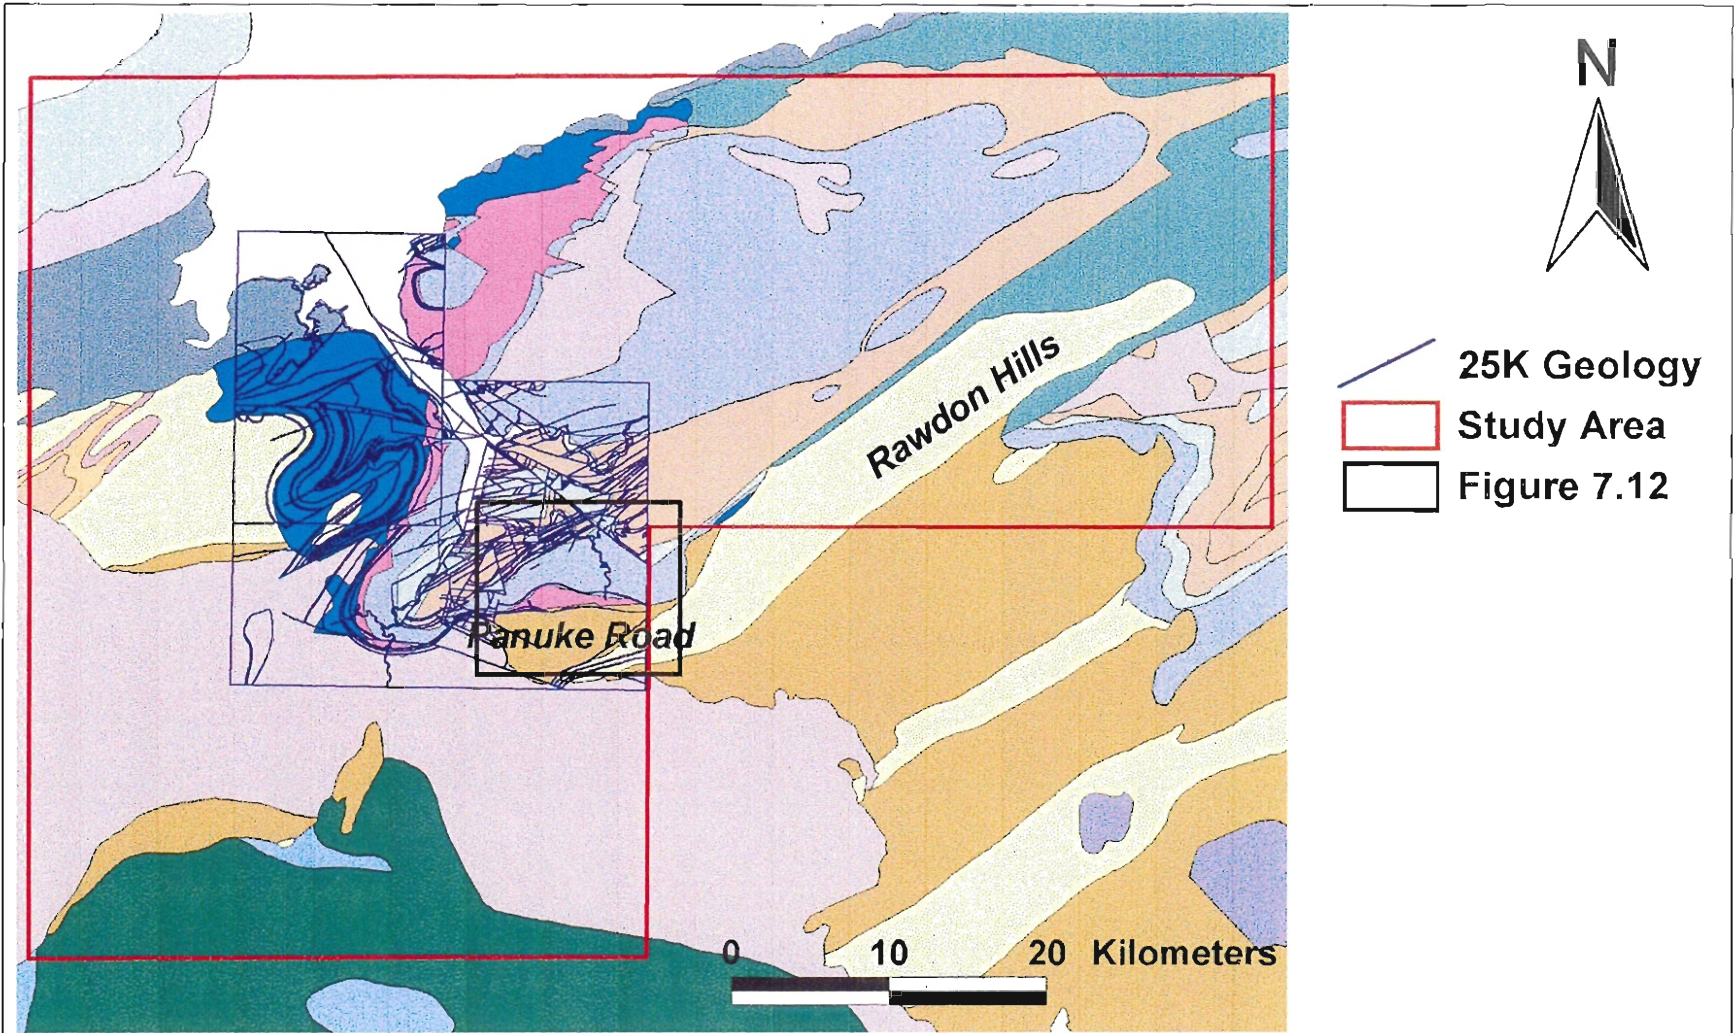 N
25K Geology
Study Area
Figure 7.12
Rawdon Hills
Panuke Road
0 10 20 Kilometers